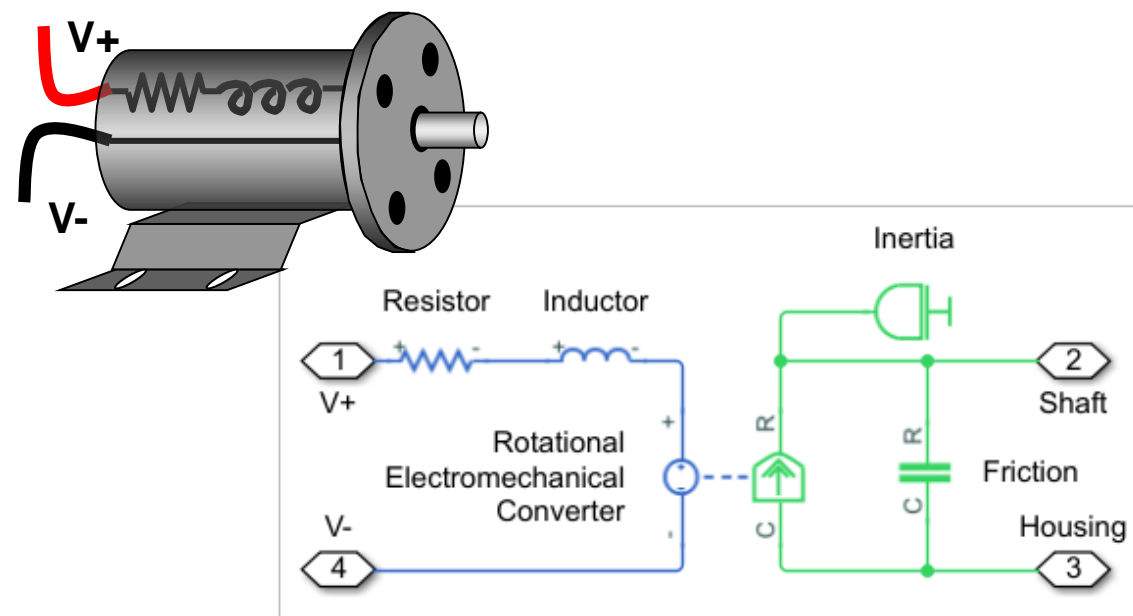 V+
V-
Inertia
Resistor
Inductor
+
-
+
-
1
V+
2
Shaft
+
R
R
Rotational
Electromechanical
Converter
+
-
Friction
C
C
-
V-
4
Housing
3